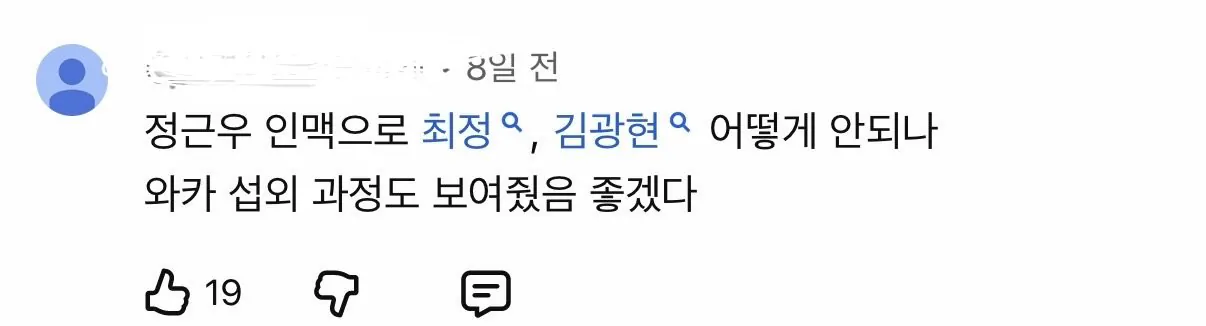 8일 전
정근우 인맥으로 최정, 김광현 어떻게 안되나
와카 섭외 과정도 보여줬음 좋겠다
19